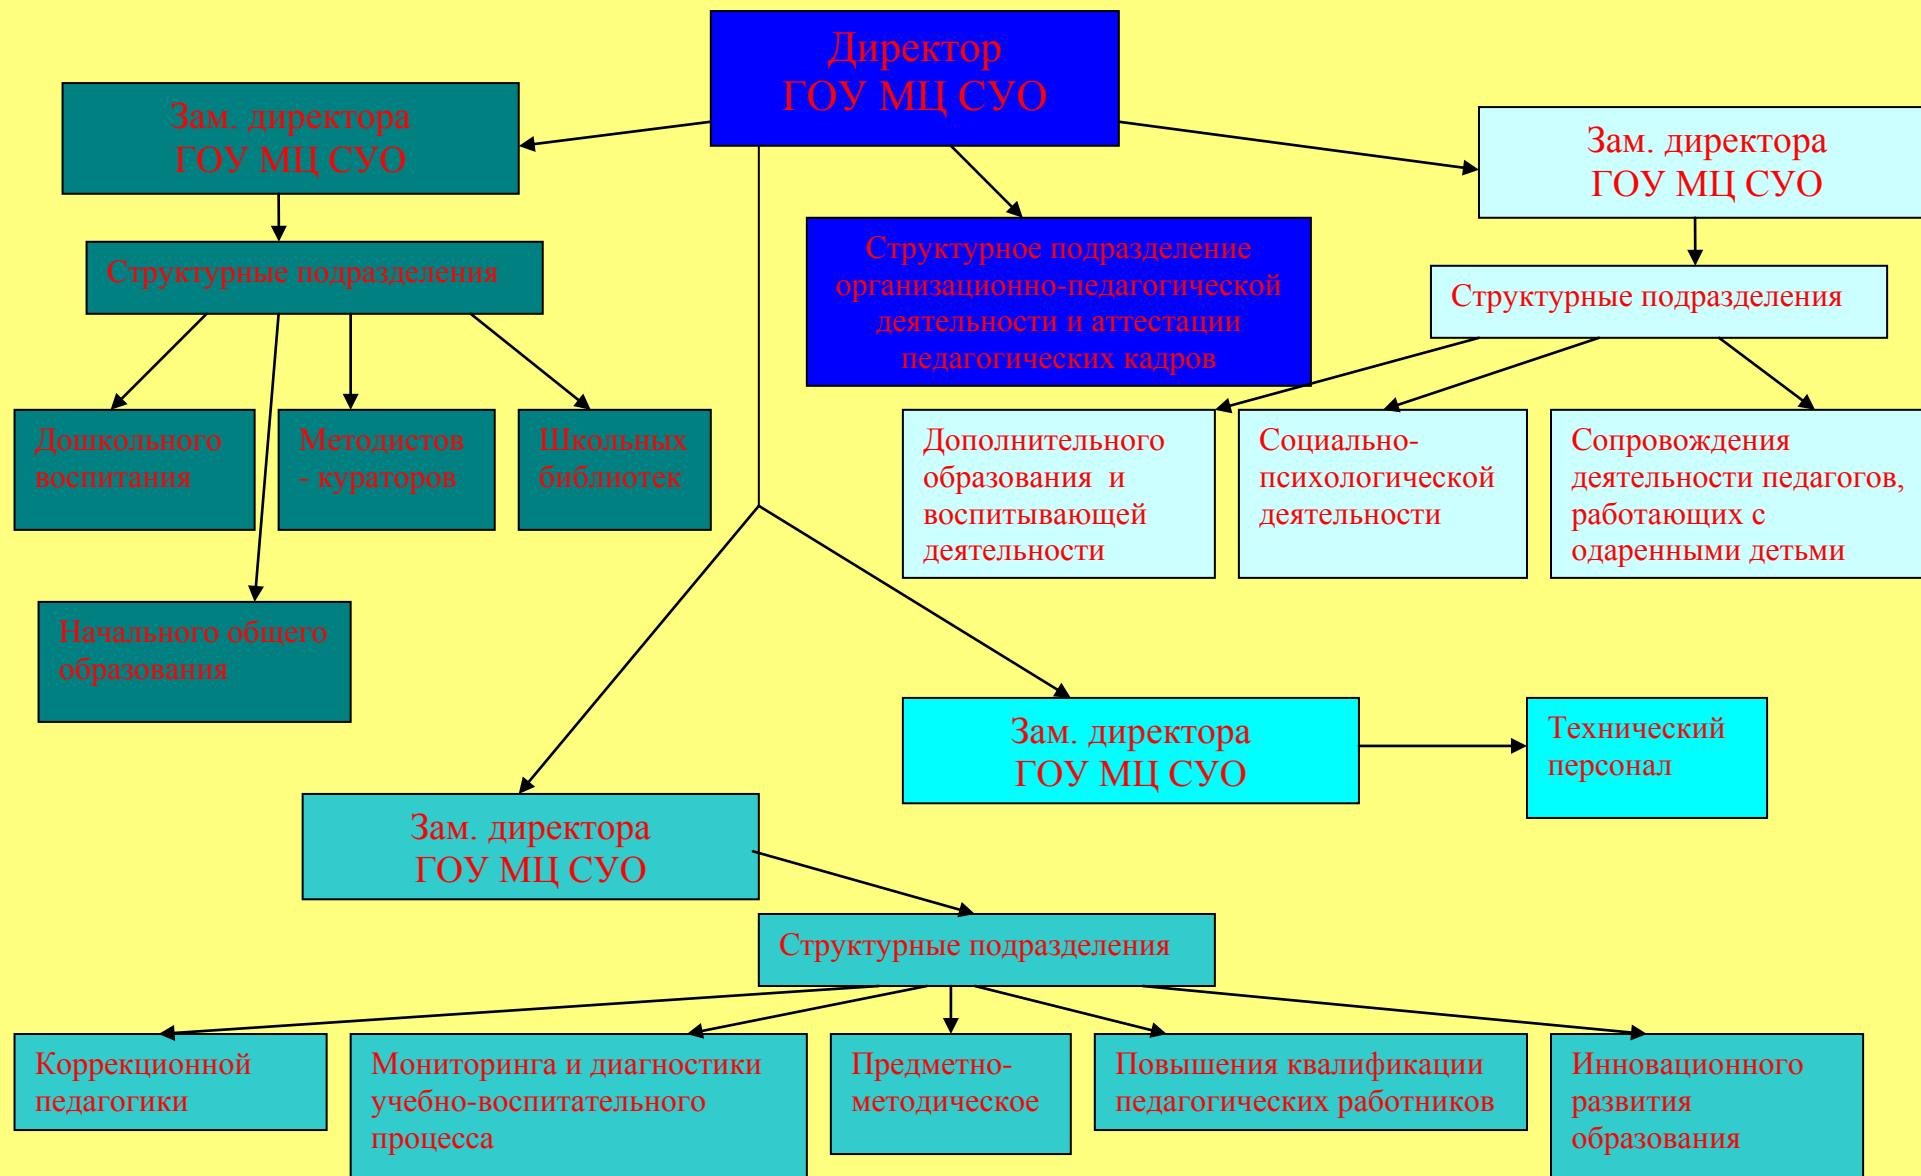 Директор
ГОУ МЦ СУО
Зам. директора
ГОУ МЦ СУО
Зам. директора
ГОУ МЦ СУО
Структурные подразделения
Структурное подразделение
организационно-педагогической
деятельности и аттестации
педагогических кадров
Структурные подразделения
Дошкольного
воспитания
Методистов
- кураторов
Школьных
библиотек
Дополнительного
образования и
воспитывающей
деятельности
Социально-
психологической
деятельности
Сопровождения
деятельности педагогов,
работающих с
одаренными детьми
Начального общего
образования
Зам. директора
ГОУ МЦ СУО
Технический
персонал
Зам. директора
ГОУ МЦ СУО
Структурные подразделения
Коррекционной
педагогики
Мониторинга и диагностики
учебно-воспитательного
процесса
Предметно-
методическое
Повышения квалификации
педагогических работников
Инновационного
развития
образования